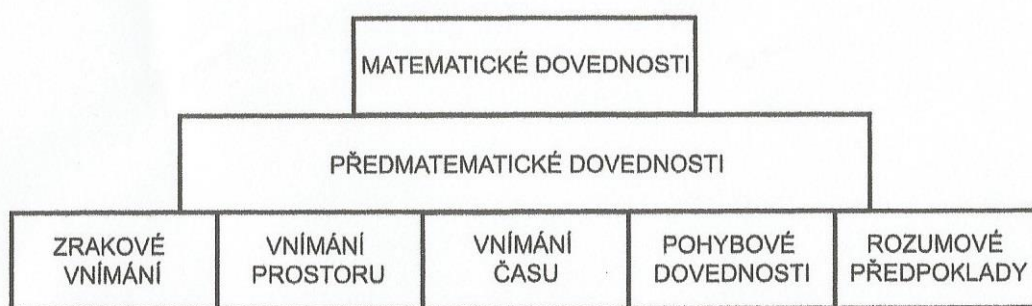 MATEMATICKÉ DOVEDNOSTI
PŘEDMATEMATICKÉ DOVEDNOSTI
ZRAKOVÉ
VNÍMÁNÍ
VNÍMÁNÍ
PROSTORU
VNÍMÁNÍ
ČASU
POHYBOVÉ
DOVEDNOSTI
ROZUMOVÉ
PŘEDPOKLADY